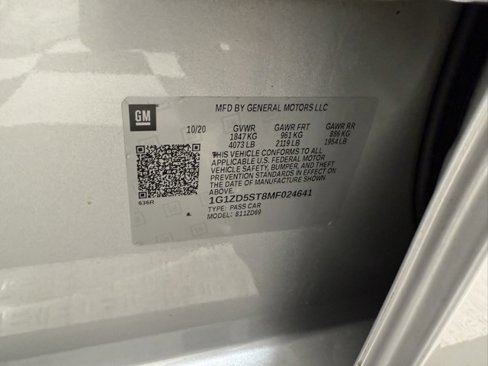 GM
MFD BY GENERAL MOTORS LLC
10/20 GVWR GAWR FRT GAWR RR
1847 KG 961 KG 886 KG
4073 LB 2119 LB 1954 LB
THIS VEHICLE CONFORMS TO ALL
APPLICABLE U.S. FEDERAL MOTOR
VEHICLE SAFETY, BUMPER, AND THEFT
PREVENTION STANDARDS IN EFFECT ON
THE DATE OF MANUFACTURE SHOWN
ABOVE.
1G1ZD5ST8MF024641
TYPE: PASS CAR
MODEL: 811ZD69
636R